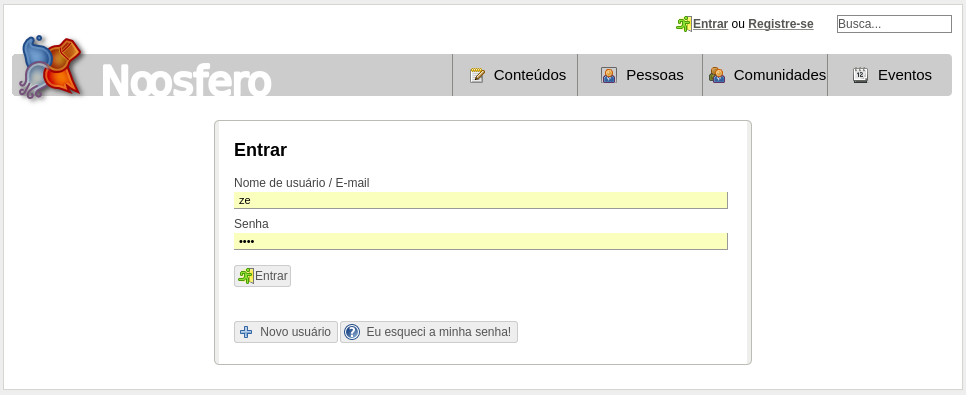 Entrar ou Registre-se
Busca...
Noosfero
Conteúdos
Pessoas
Comunidades
12
Eventos
Entrar
Nome de usuário / E-mail
ze
Senha
••••
Entrar
Novo usuário
Eu esqueci a minha senha!